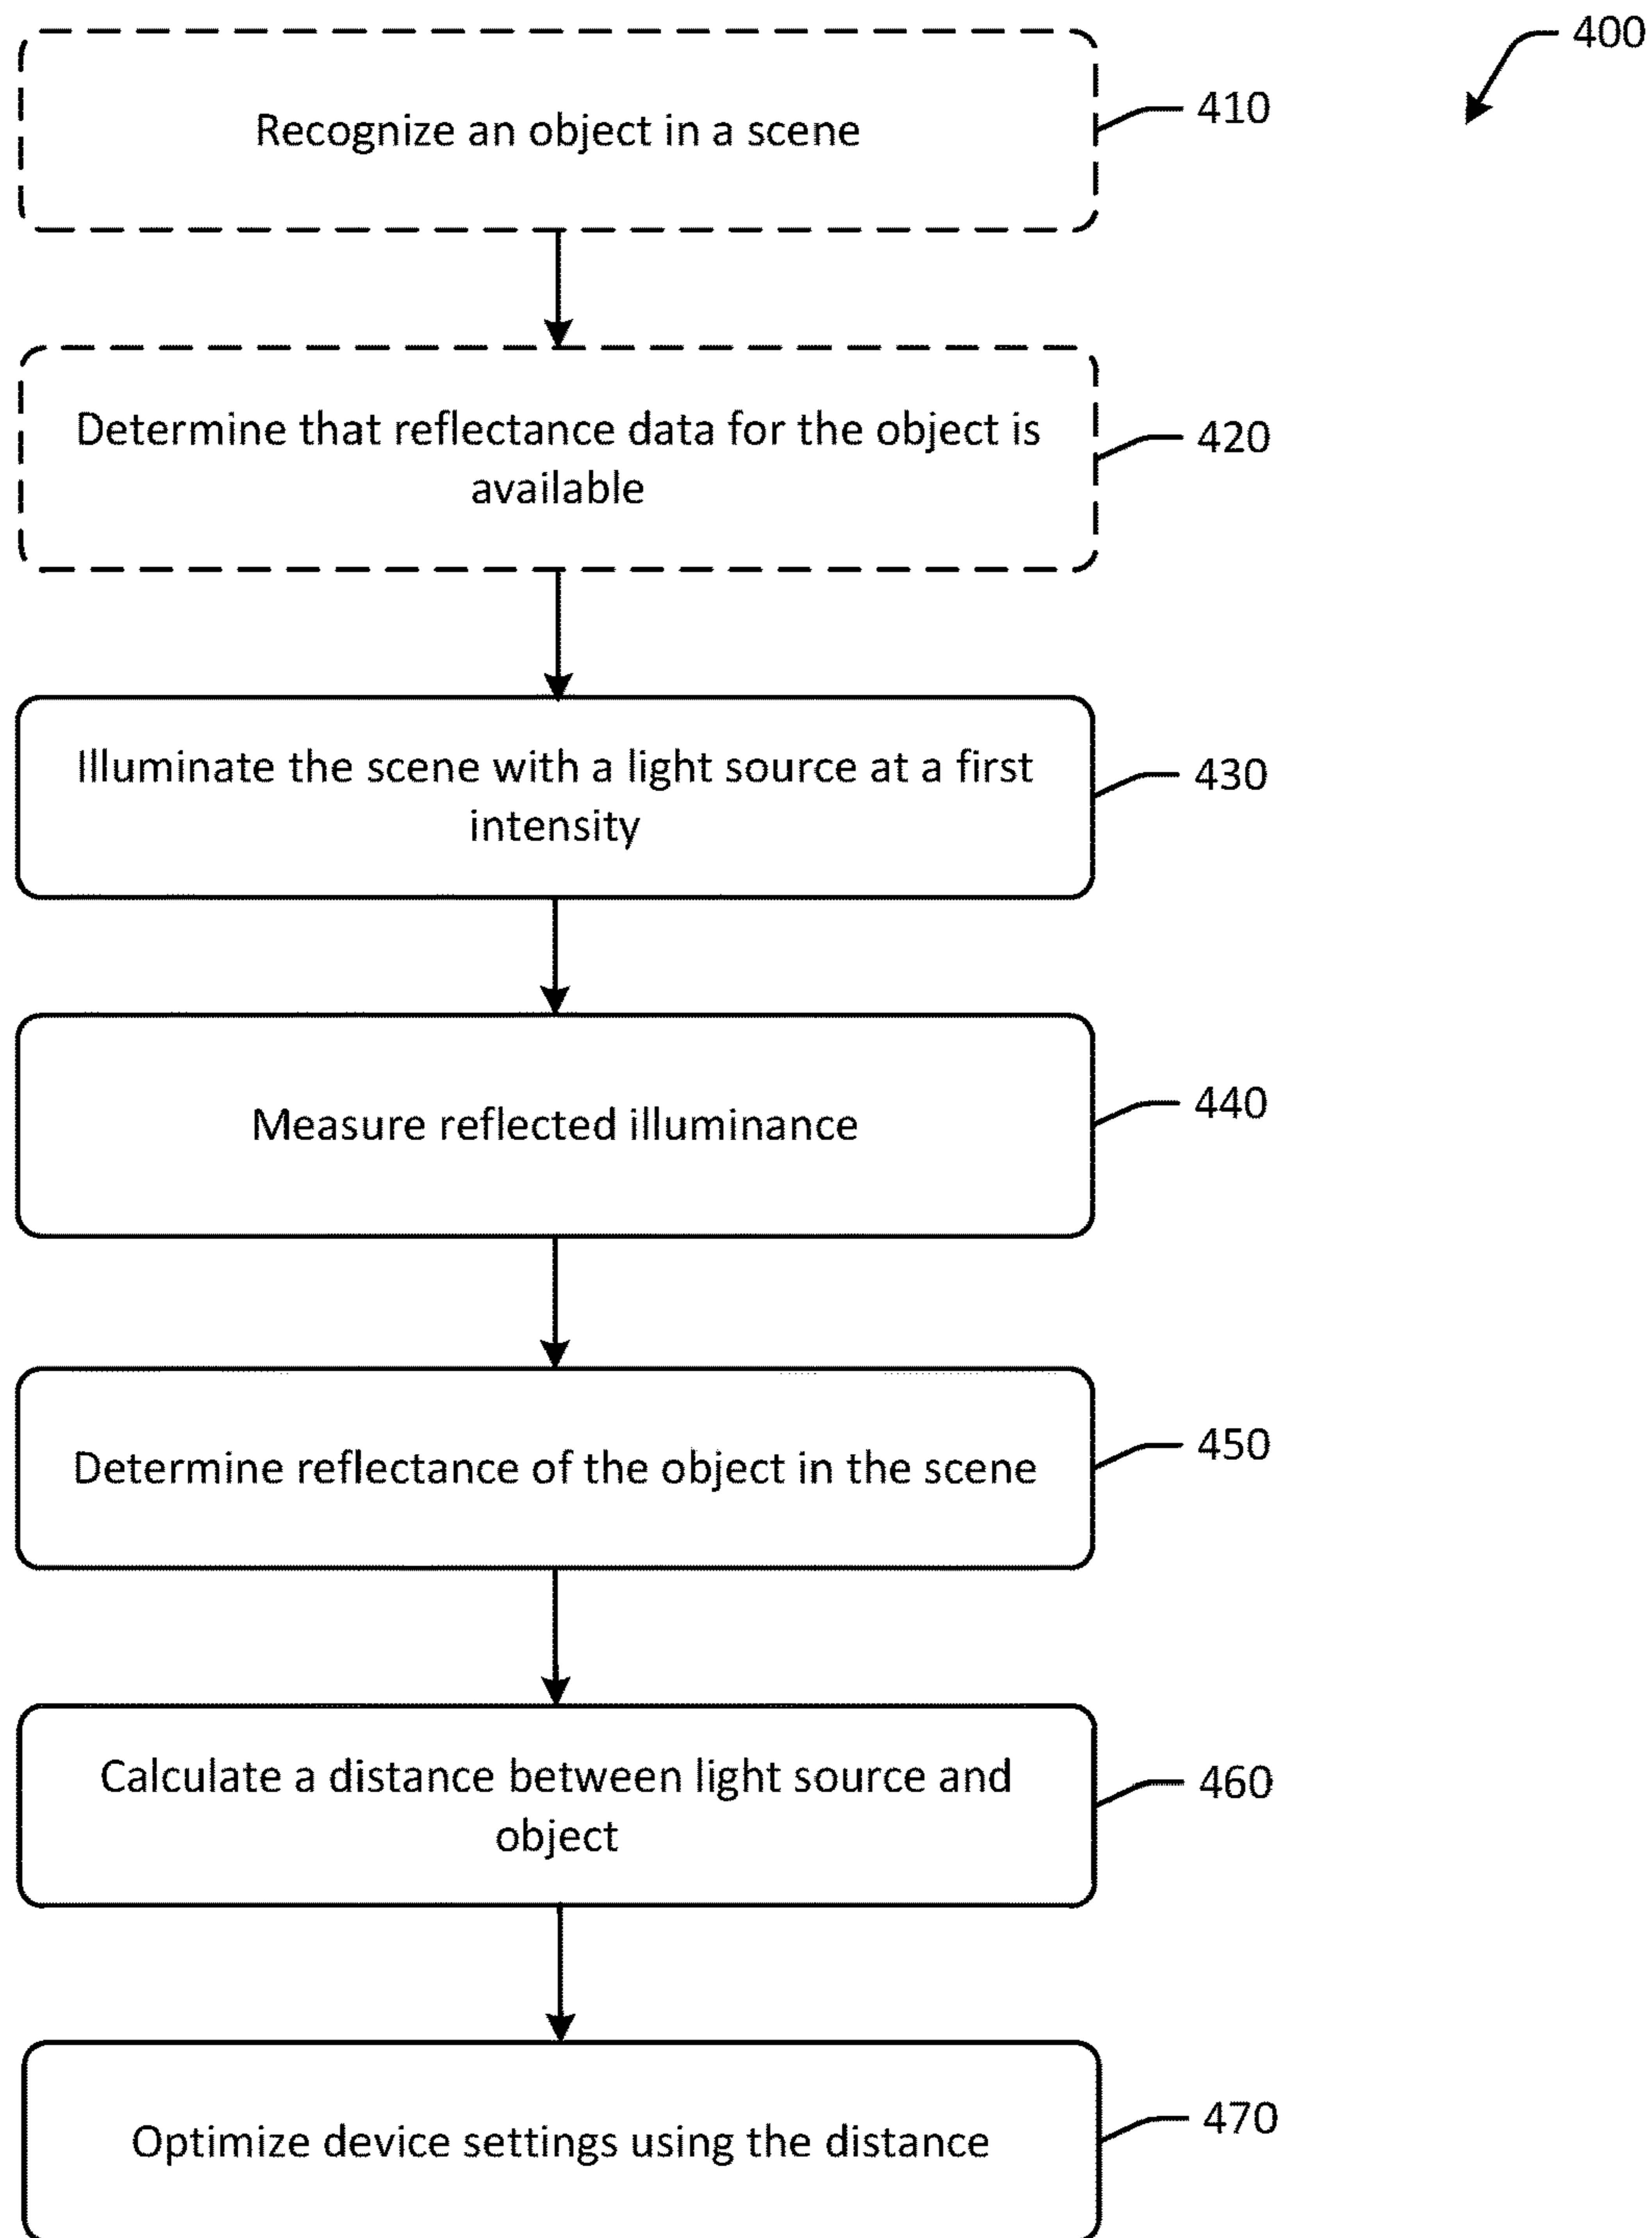 400
Recognize an object in a scene
410
Determine that reflectance data for the object is
available
420
Illuminate the scene with a light source at a first
intensity
430
Measure reflected illuminance
440
Determine reflectance of the object in the scene
450
Calculate a distance between light source and
object
460
Optimize device settings using the distance
470